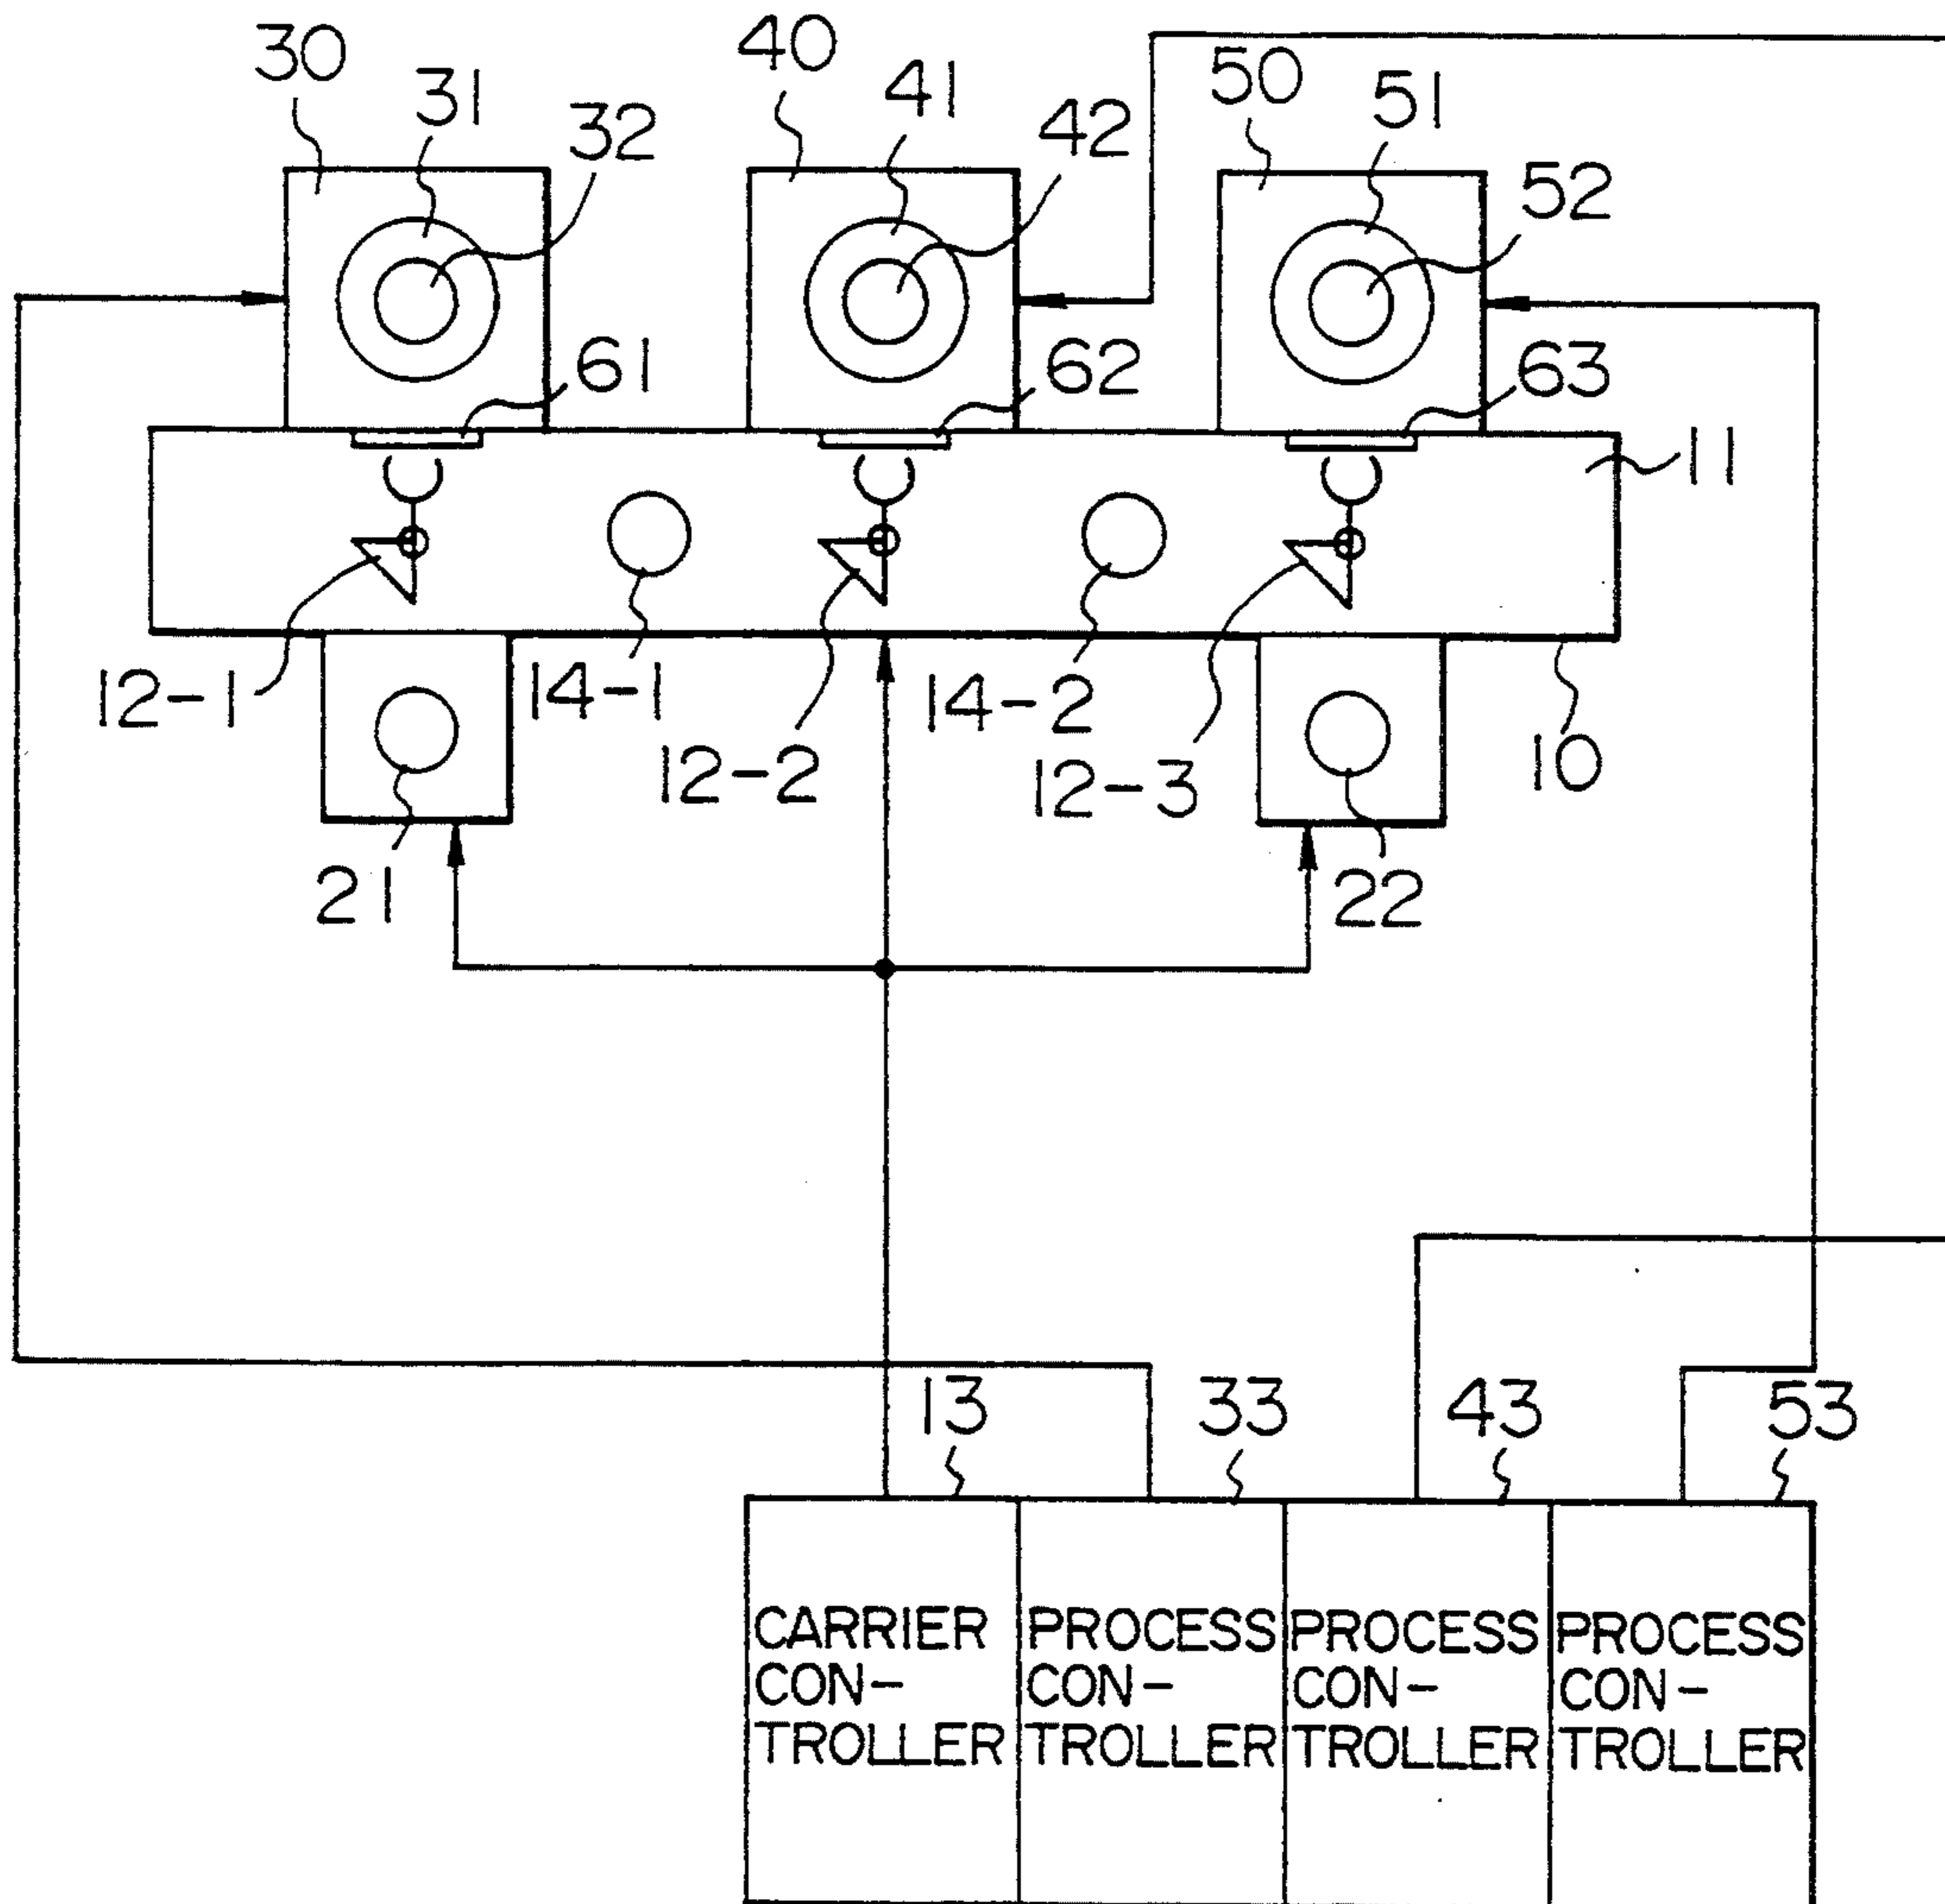 30
31
32
40
41
42
50
51
52
61
62
63
11
12-1
14-1
12-2
14-2
12-3
10
21
22
13
33
43
53
CARRIER
CON-
TROLLER
PROCESS
CON-
TROLLER
PROCESS
CON-
TROLLER
PROCESS
CON-
TROLLER